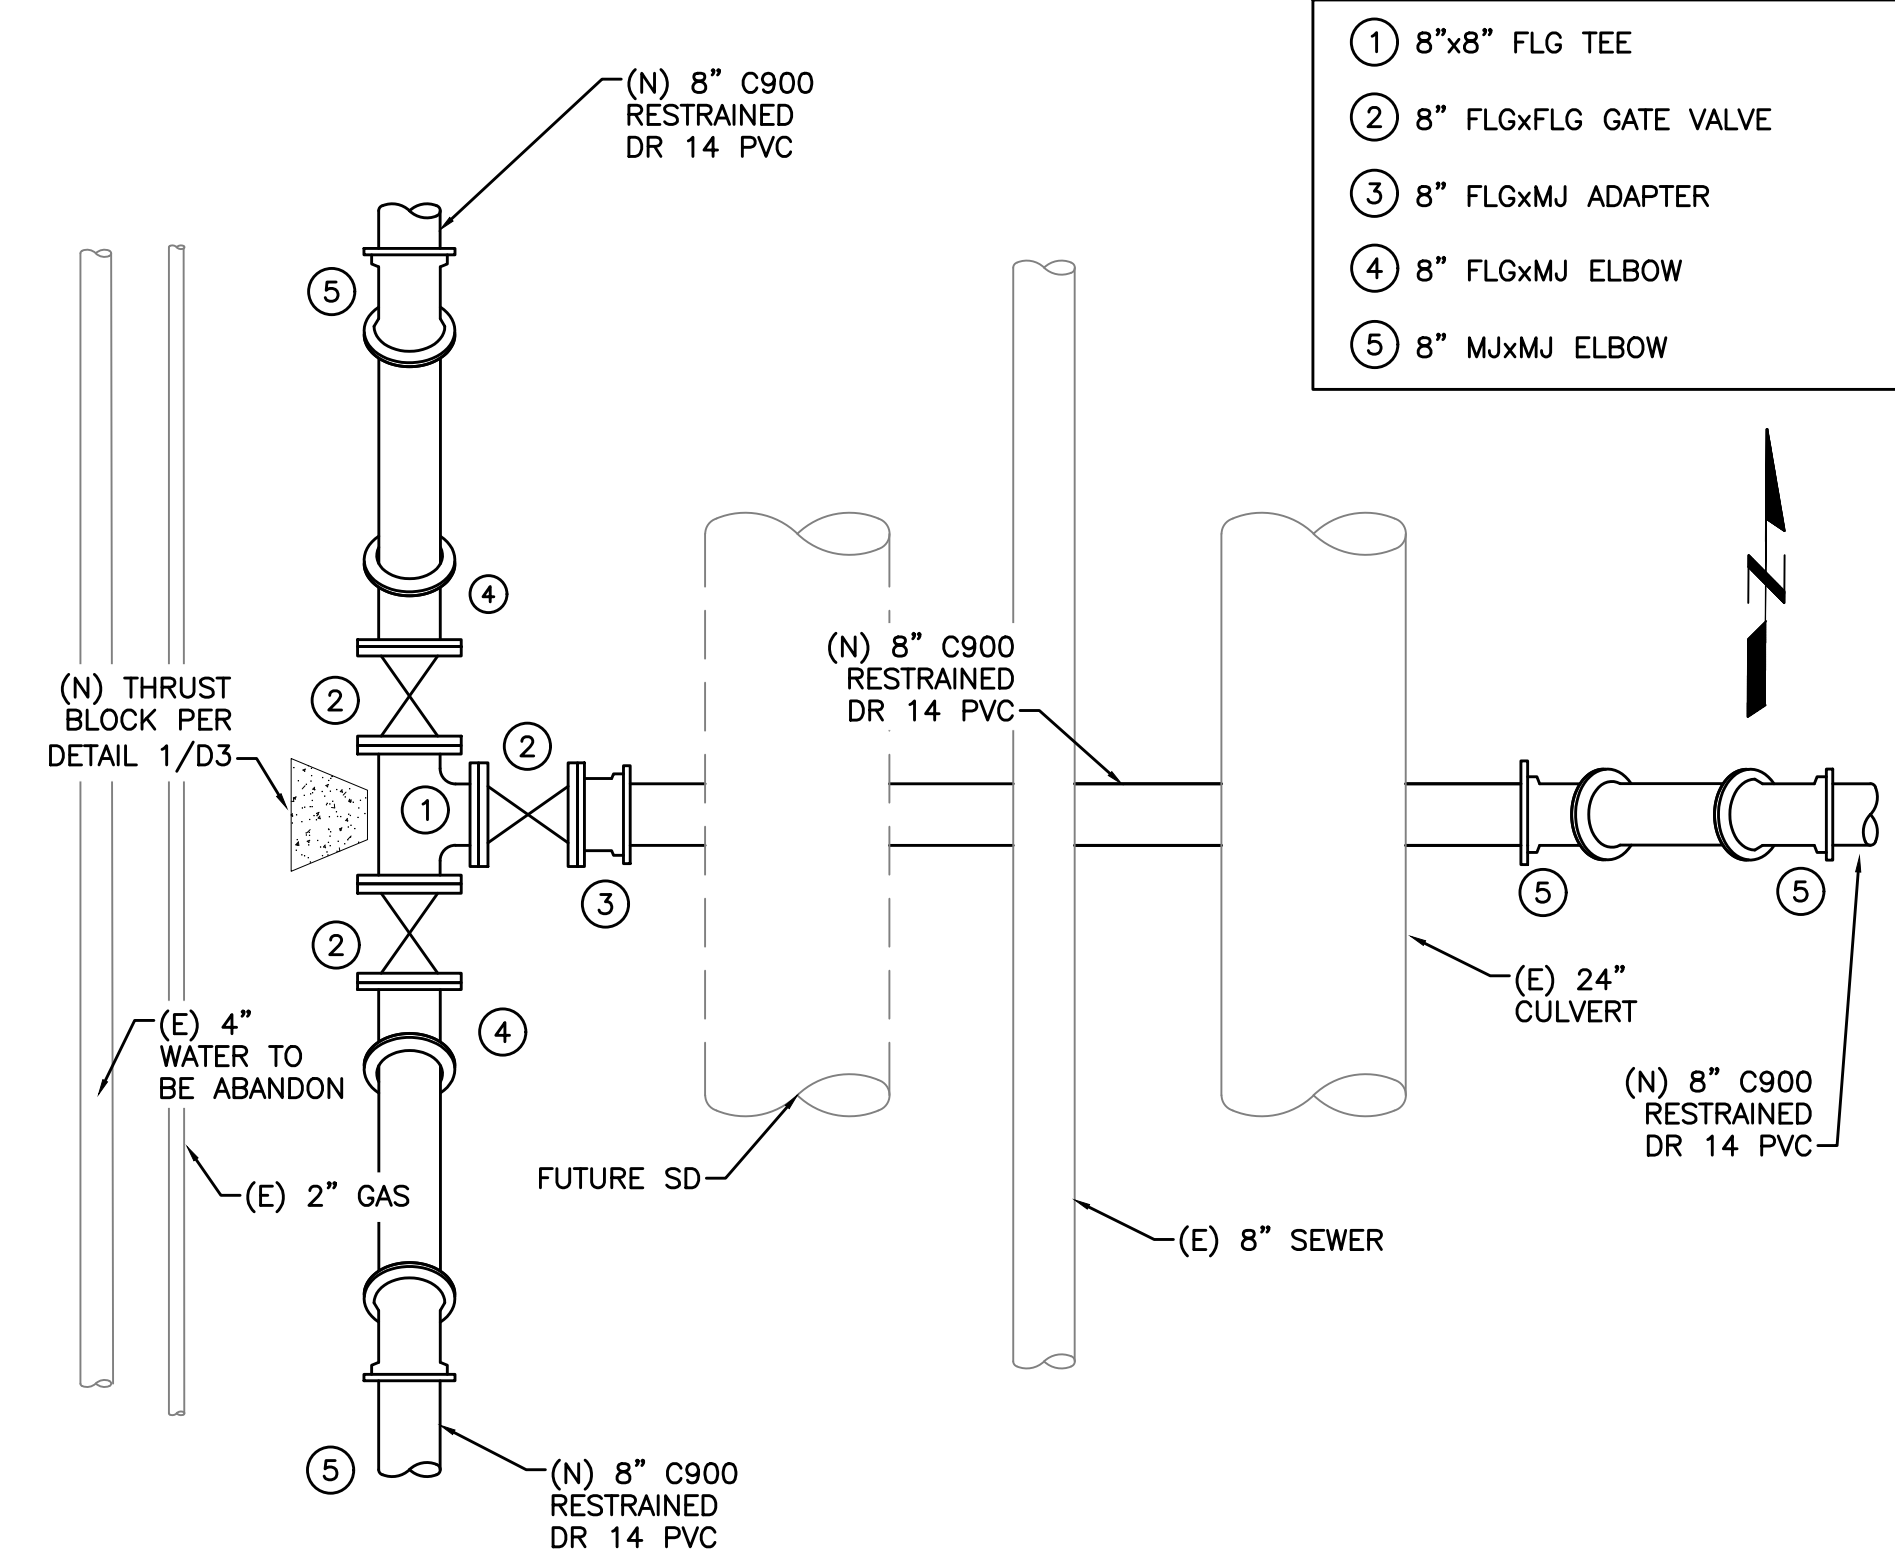 1 8"x8" FLG TEE
2 8" FLGxFLG GATE VALVE
3 8" FLGxMJ ADAPTER
4 8" FLGxMJ ELBOW
5 8" MJxMJ ELBOW
(N) 8" C900
RESTRAINED
DR 14 PVC
5
4
N
(N) THRUST
BLOCK PER
DETAIL 1/D3
2
2
1
(N) 8" C900
RESTRAINED
DR 14 PVC
3
2
4
5
5
(E) 24"
CULVERT
(E) 4"
WATER TO
BE ABANDON
(N) 8" C900
RESTRAINED
DR 14 PVC
FUTURE SD
(E) 2" GAS
(E) 8" SEWER
5
(N) 8" C900
RESTRAINED
DR 14 PVC